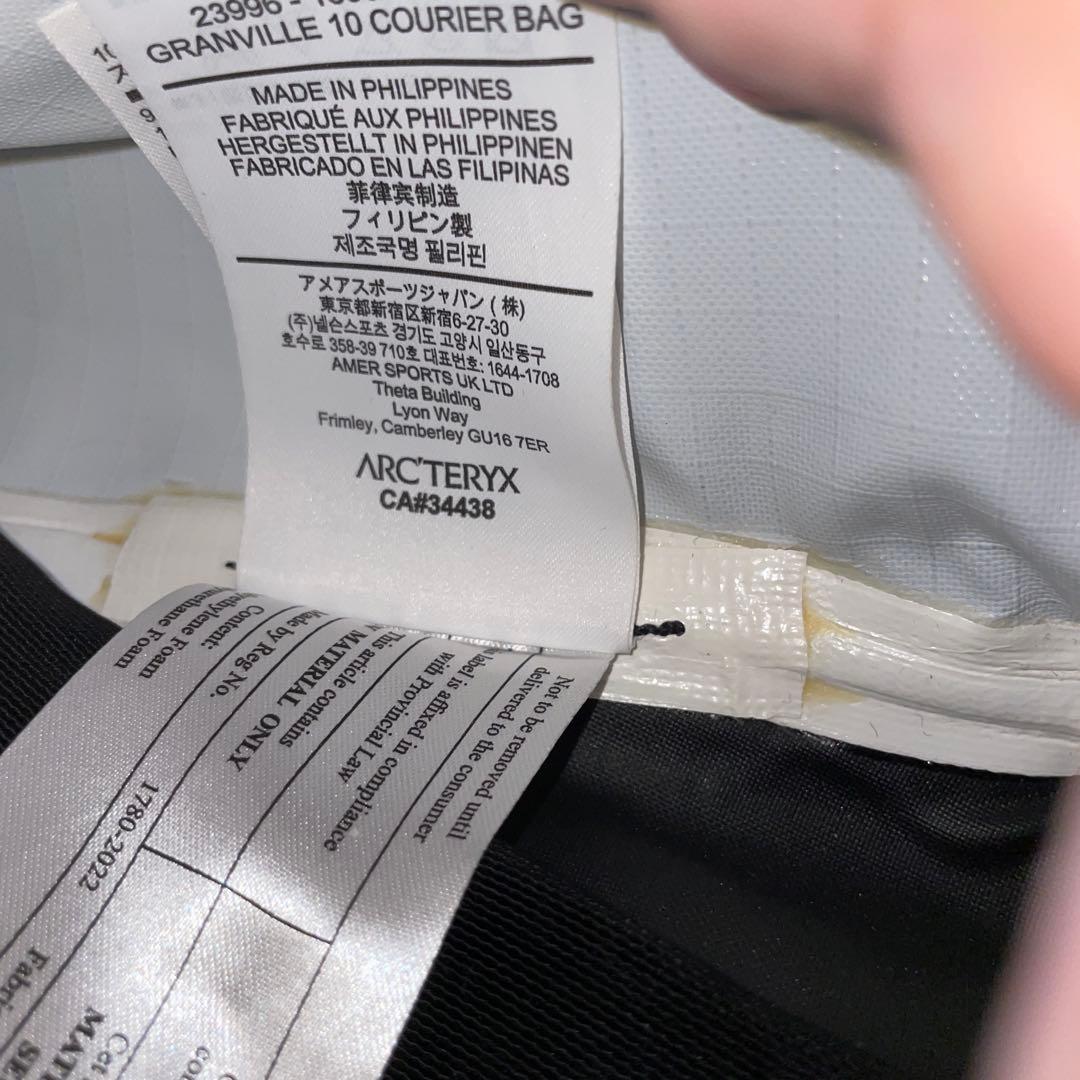 23996 -
GRANVILLE 10 COURIER BAG
MADE IN PHILIPPINES
FABRIQUÉ AUX PHILIPPINES
HERGESTELLT IN PHILIPPINEN
FABRICADO EN LAS FILIPINAS
菲律宾制造
フィリピン製
제조국명 필리핀
アメアスポーツジャパン ( 株)
東京都新宿区新宿6-27-30
(주)넬슨스포츠 경기도 고양시 일산동구
호수로 358-39 710호 대표번호: 1644-1708
AMER SPORTS UK LTD
Theta Building
Lyon Way
Frimley, Camberley GU16 7ER
ARC'TERYX
CA#34438
Not to be removed until
delivered to the consumer
label is affixed in compliance
with Provincial Law
This article contains
MATERIAL ONLY
Made by Reg No.
1780-2022
Content:
Foam
Foam